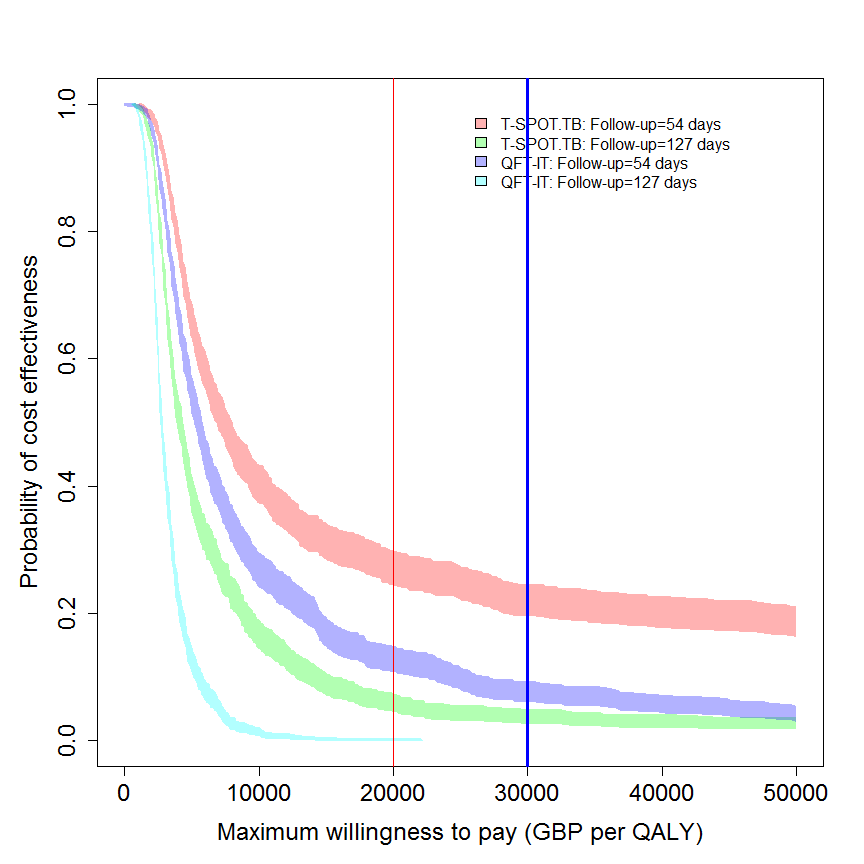 T-SPOT.TB: Follow-up=54 days
T-SPOT.TB: Follow-up=127 days
QFT-IT: Follow-up=54 days
QFT-IT: Follow-up=127 days
Probability of cost effectiveness
1.0
0.8
0.6
0.4
0.2
0.0
0 10000 20000 30000 40000 50000
Maximum willingness to pay (GBP per QALY)